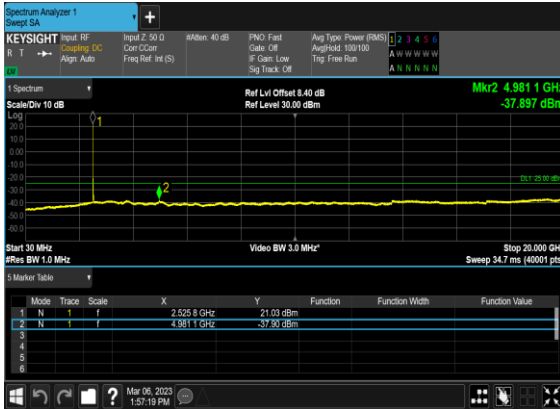 Spectrum Analyzer 1
Swept SA
+
KEYSIGHT Input: RF Input Z: 50 Ω #Atten: 40 dB PNO: Fast Avg Type: Power (RMS) 1 2 3 4 5 6
R T Coupling: DC Corr CCorr Gate: Off Avg|Hold: 100/100 A W W W W W
Align: Auto Freq Ref: Int (S) IF Gain: Low Trig: Free Run
Sig Track: Off A N N N N N
1 Spectrum Ref Lvl Offset 8.40 dB Mkr2 4.981 1 GHz
Scale/Div 10 dB Ref Level 30.00 dBm -37.897 dBm
Log
20.0
10.0
0.00
-10.0
-20.0
-30.0
-40.0
-50.0
-60.0
1
2
DL1 25.00 dBm
Start 30 MHz Video BW 3.0 MHz* Stop 20.000 GH
#Res BW 1.0 MHz Sweep 34.7 ms (40001 pts
5 Marker Table
Mode Trace Scale X Y Function Function Width Function Value
1 N 1 f 2.525 8 GHz 21.03 dBm
2 N 1 f 4.981 1 GHz -37.90 dBm
3
4
5
6
? Mar 06, 2023
1:57:19 PM